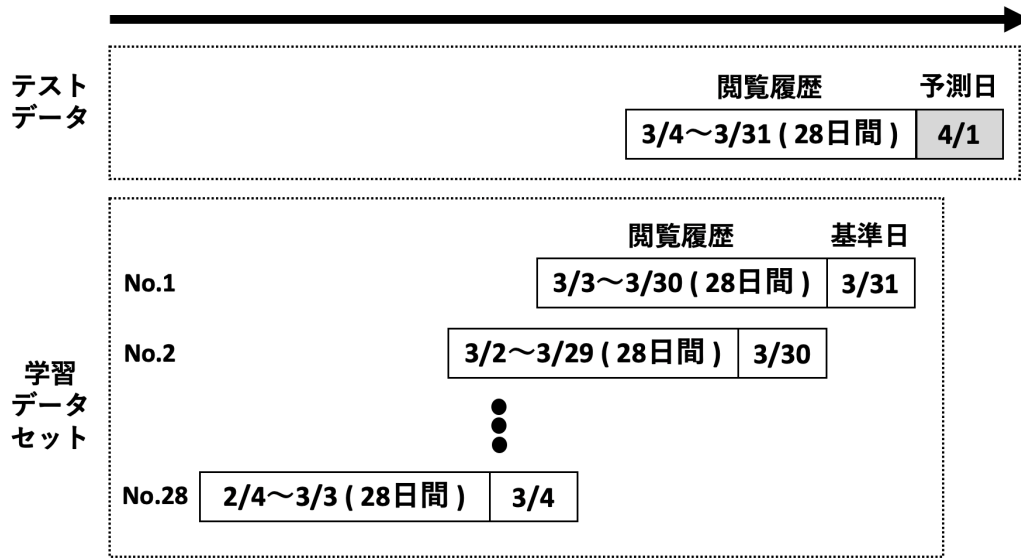 テスト
データ
閲覧履歴 予測日
3/4～3/31 ( 28日間 ) 4/1
学習
データ
セット
閲覧履歴 基準日
No.1 3/3～3/30 ( 28日間 ) 3/31
No.2 3/2～3/29 ( 28日間 ) 3/30
No.28 2/4～3/3 ( 28日間 ) 3/4